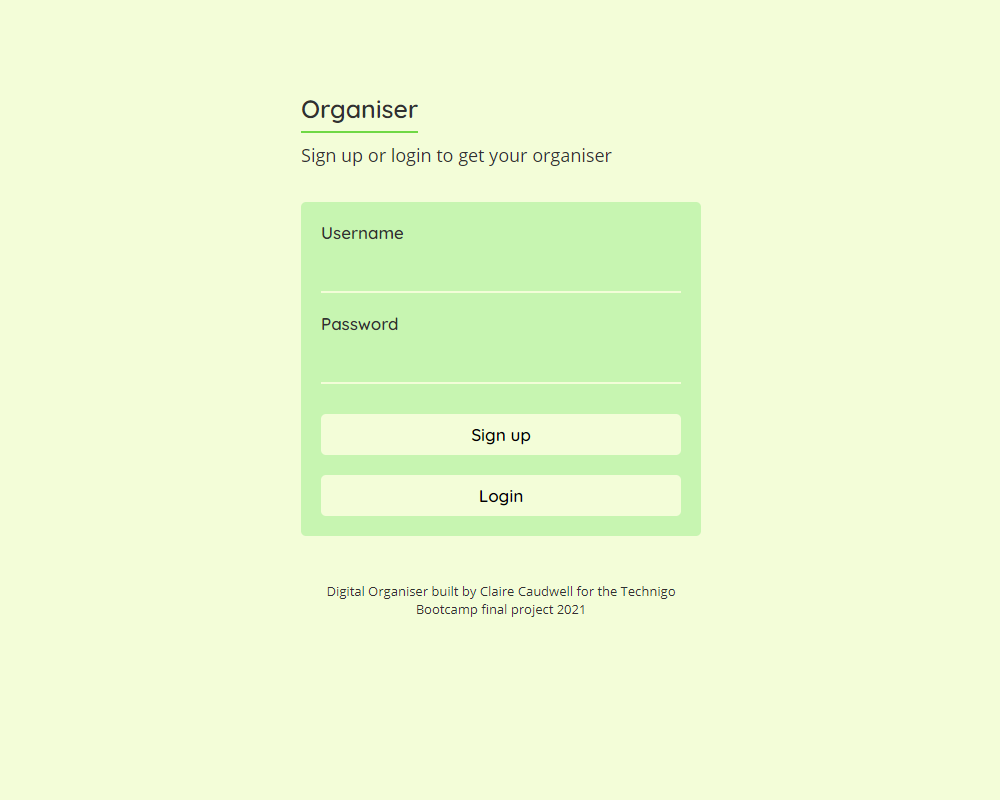 Organiser
Sign up or login to get your organiser
Username
Password
Sign up
Login
Digital Organiser built by Claire Caudwell for the Technigo
Bootcamp final project 2021